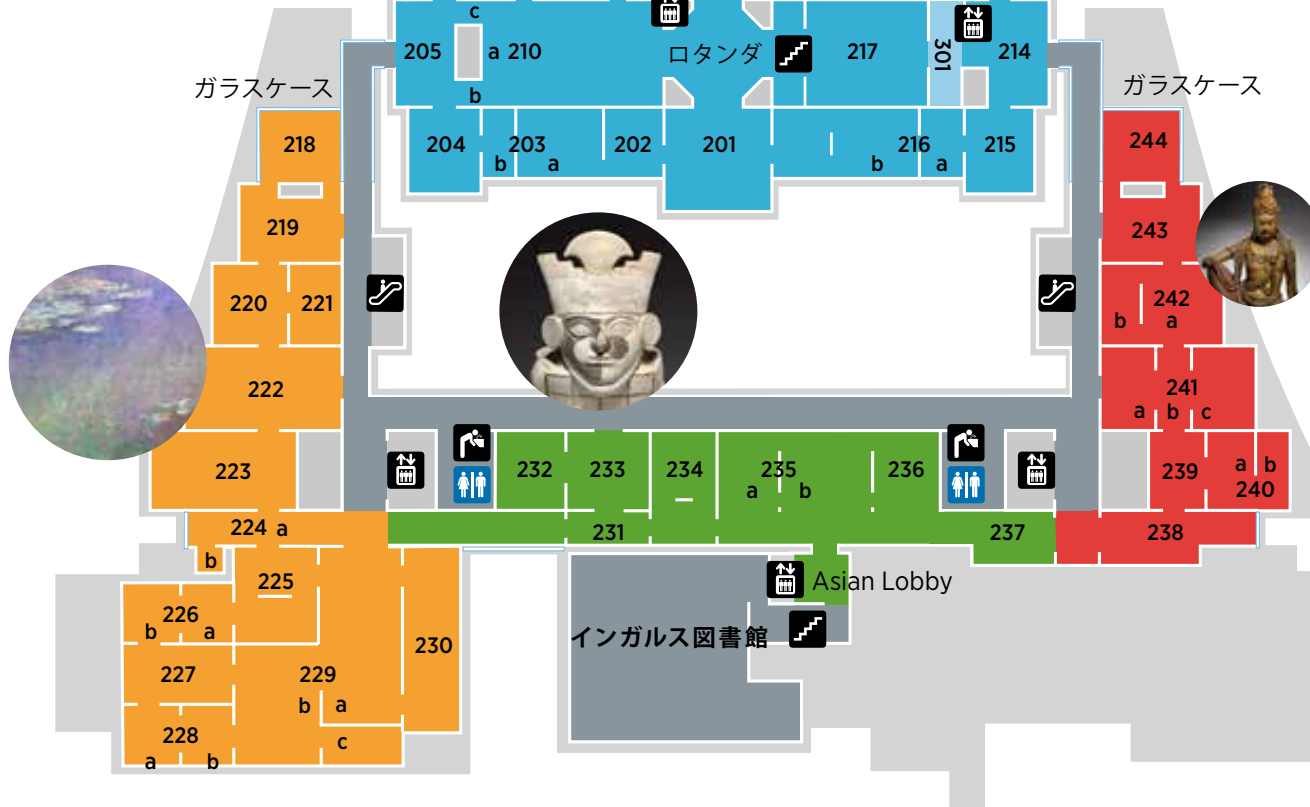 c
205
a 210
ロタンダ
217
301
214
b
ガラスケース
ガラスケース
218
204
203
b
a
202
201
216
b
a
215
244
219
243
220
221
242
b
a
222
241
a
b
c
223
232
233
234
235
a
b
236
239
a
b
240
224 a
231
237
238
b
225
Asian Lobby
226
b
a
インガルス図書館
230
227
229
b
a
228
a
b
c